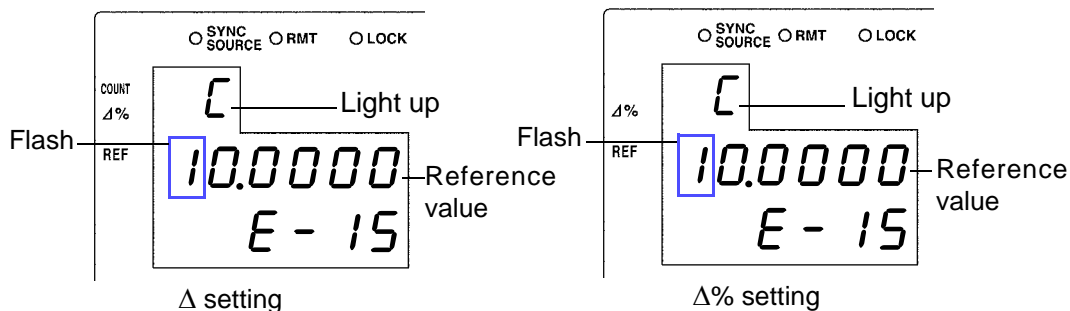 SYNC SOURCE RMT LOCK
COUNT
Δ%
REF
C
Light up
Flash
10.0000
Reference value
E-15
Δ setting
SYNC SOURCE RMT LOCK
Δ%
REF
C
Light up
Flash
10.0000
Reference value
E-15
Δ% setting